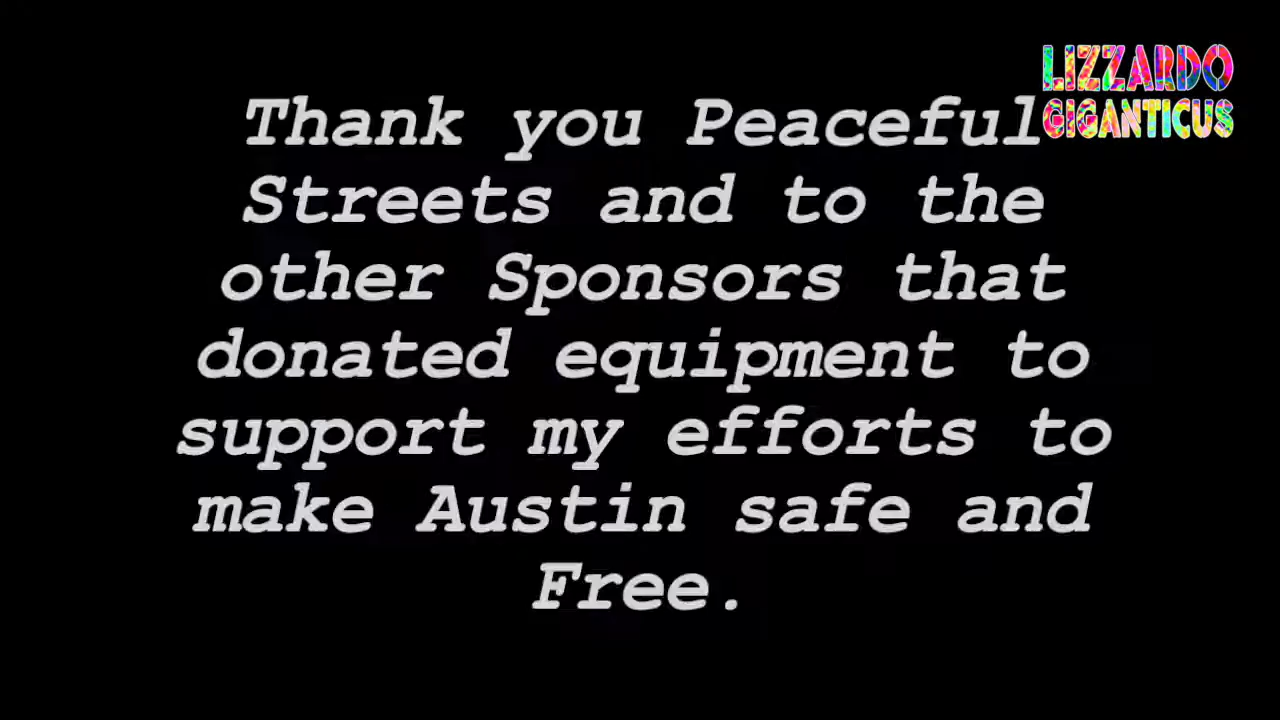 LIZZARDO
GIGANTICUS
Thank you Peaceful
Streets and to the
other Sponsors that
donated equipment to
support my efforts to
make Austin safe and
Free.